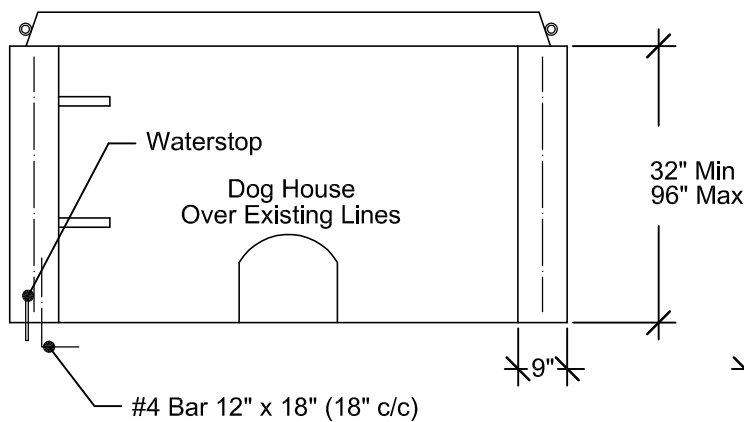 Waterstop
Dog House
Over Existing Lines
32" Min
96" Max
9"
#4 Bar 12" x 18" (18" c/c)